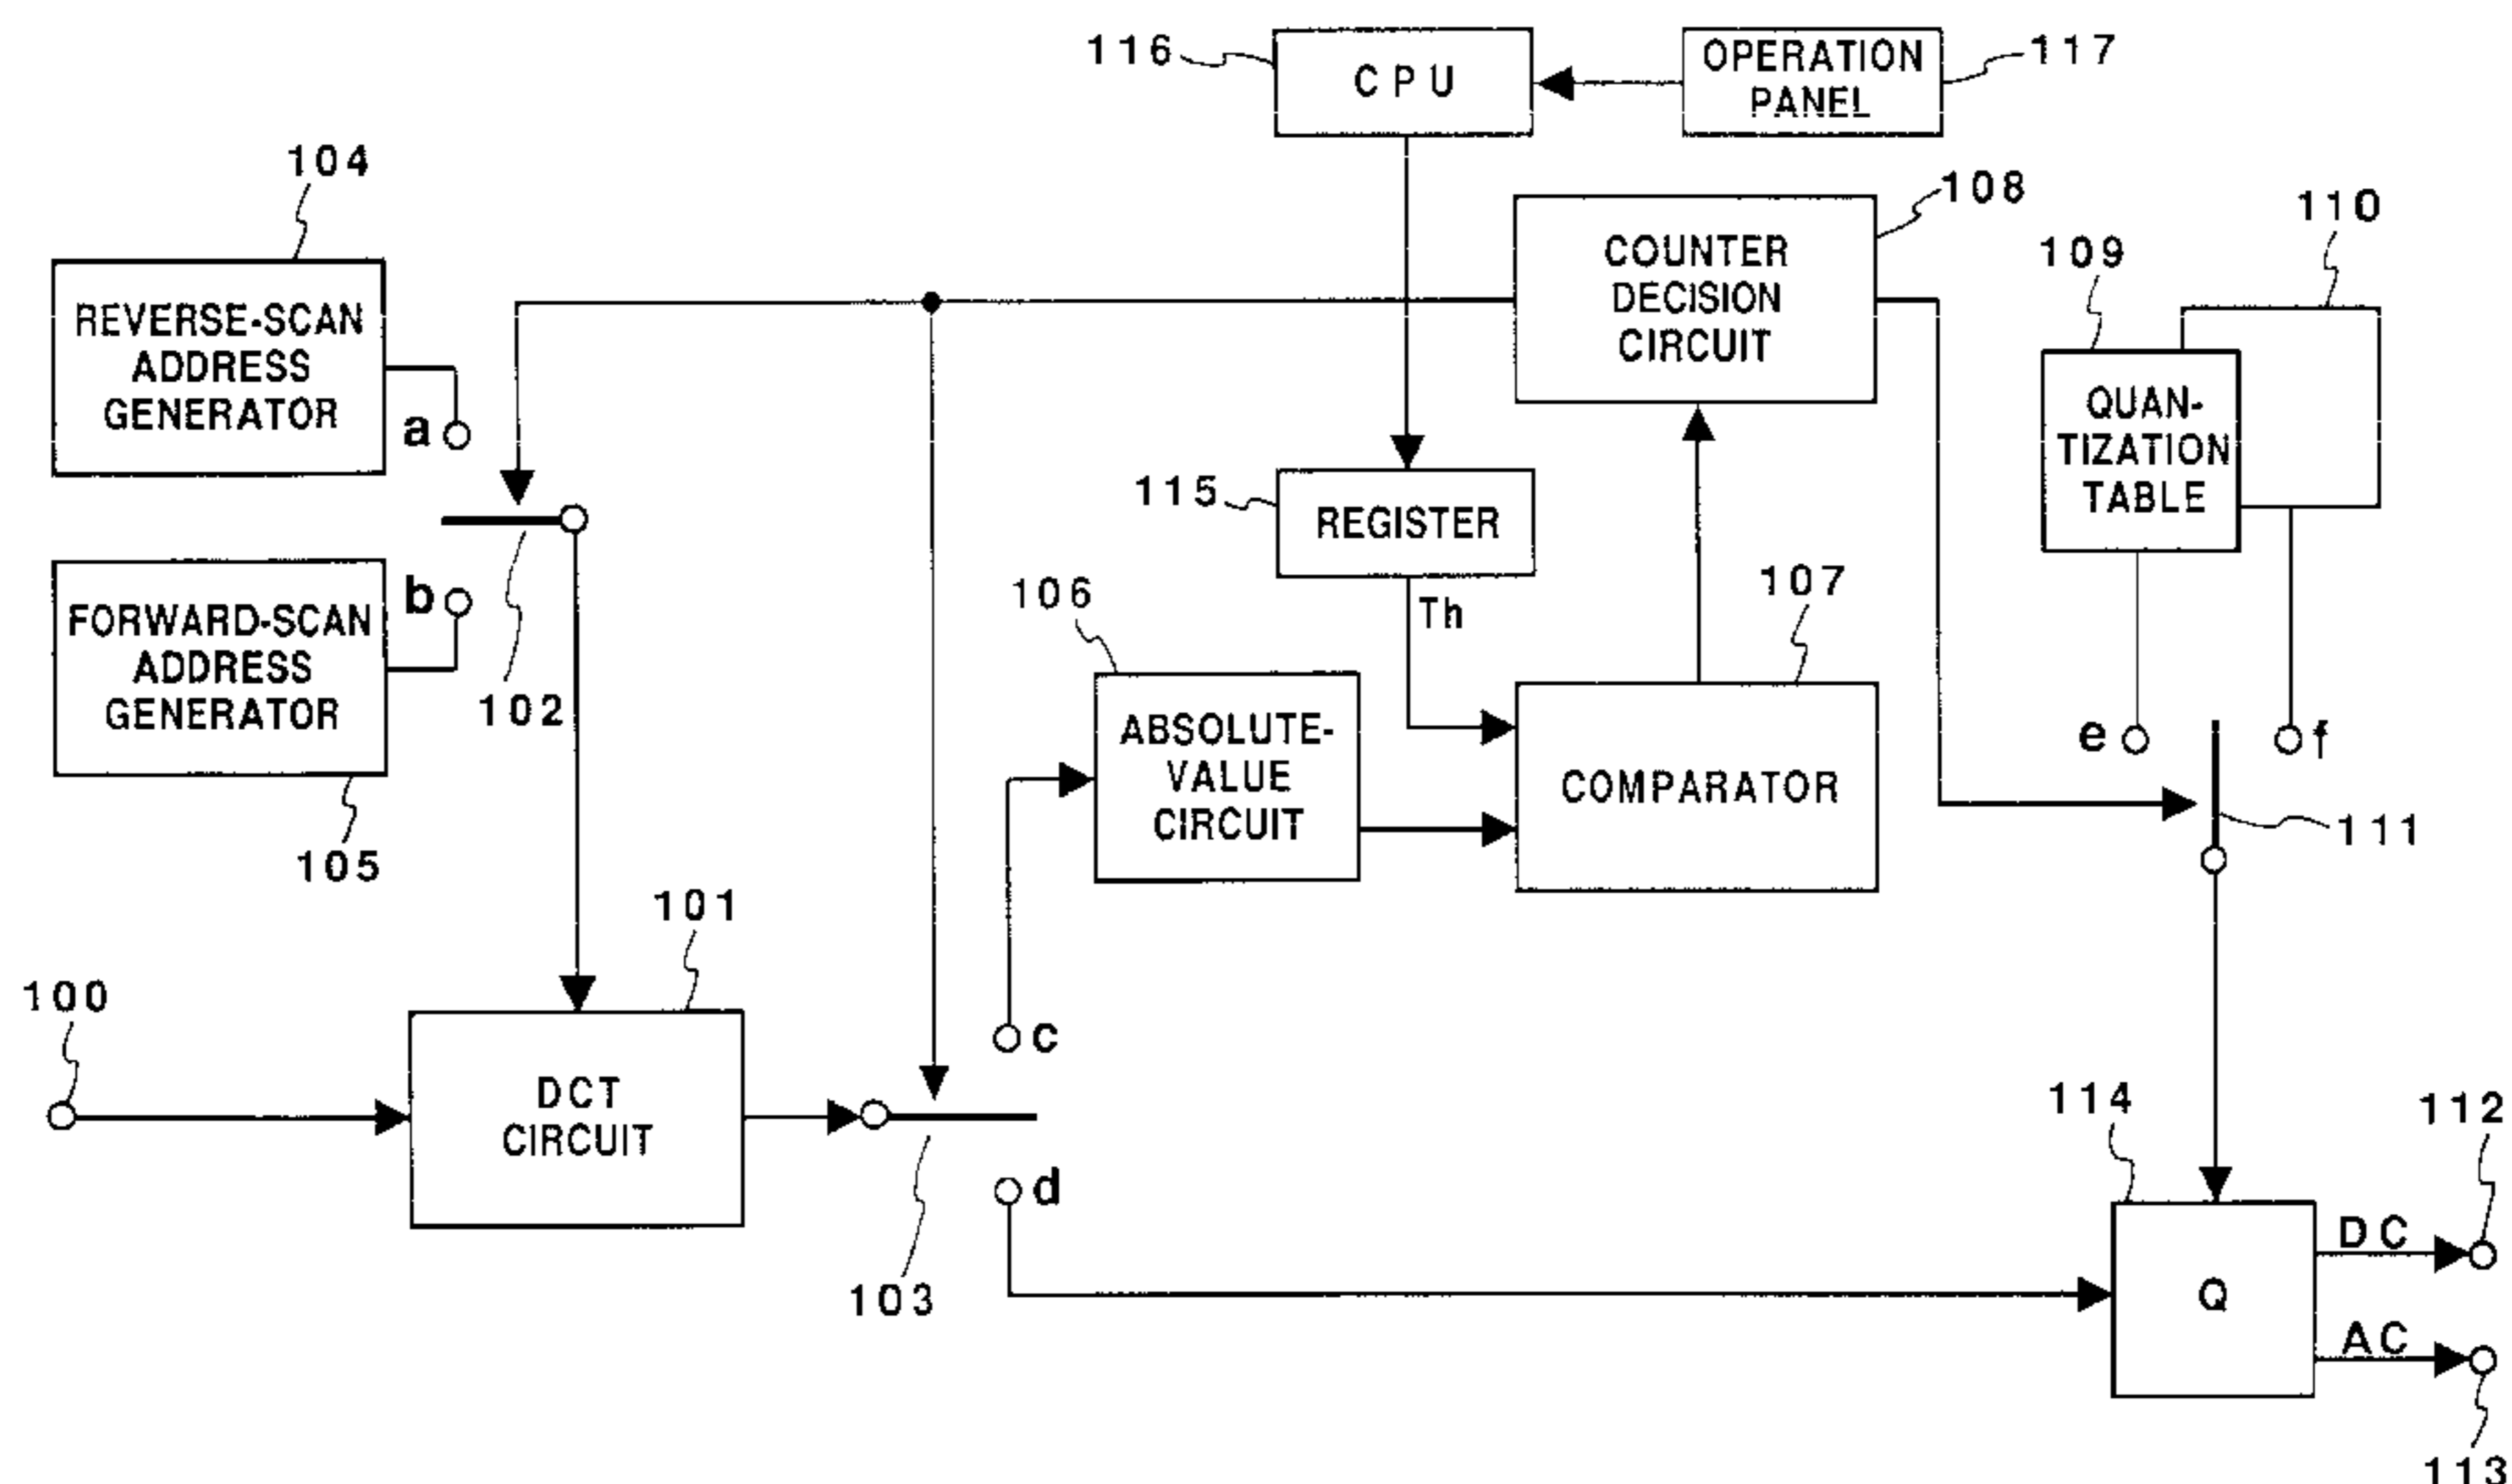 116
CPU
OPERATION
PANEL
117
104
108
110
109
REVERSE-SCAN
ADDRESS
GENERATOR
a
COUNTER
DECISION
CIRCUIT
QUAN-
TIZATION
TABLE
115
REGISTER
102
b
FORWARD-SCAN
ADDRESS
GENERATOR
105
106
Th
107
ABSOLUTE-
VALUE
CIRCUIT
COMPARATOR
e
f
111
101
100
DCT
CIRCUIT
c
d
103
114
112
DC
Q
AC
113